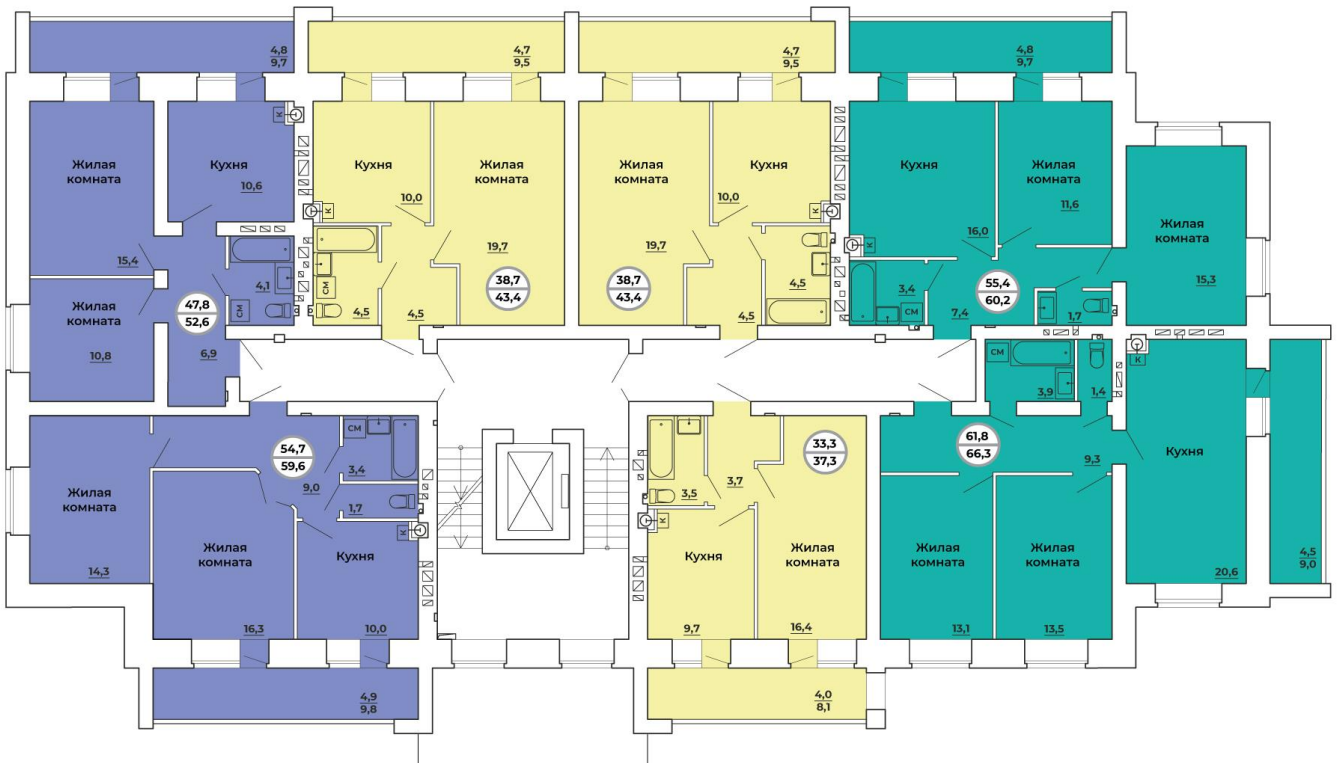 4,8
9,7
Жилая
комната
15,4
Кухня
10,6
К
4,1
СМ
Жилая
комната
10,8
47,8
52,6
6,9
4,7
9,5
Кухня
10,0
К
Жилая
комната
19,7
СМ
4,5
4,5
38,7
43,4
4,7
9,5
Жилая
комната
19,7
Кухня
10,0
К
38,7
43,4
4,5
4,5
4,8
9,7
Кухня
16,0
К
Жилая
комната
11,6
Жилая
комната
15,3
3,4
СМ
7,4
55,4
60,2
1,7
Жилая
комната
14,3
54,7
59,6
9,0
СМ
3,4
1,7
Жилая
комната
16,3
Кухня
10,0
К
4,9
9,8
33,3
37,3
3,5
3,7
К
Кухня
9,7
Жилая
комната
16,4
4,0
8,1
СМ
3,9
1,4
61,8
66,3
9,3
Жилая
комната
13,1
Жилая
комната
13,5
К
Кухня
20,6
4,5
9,0